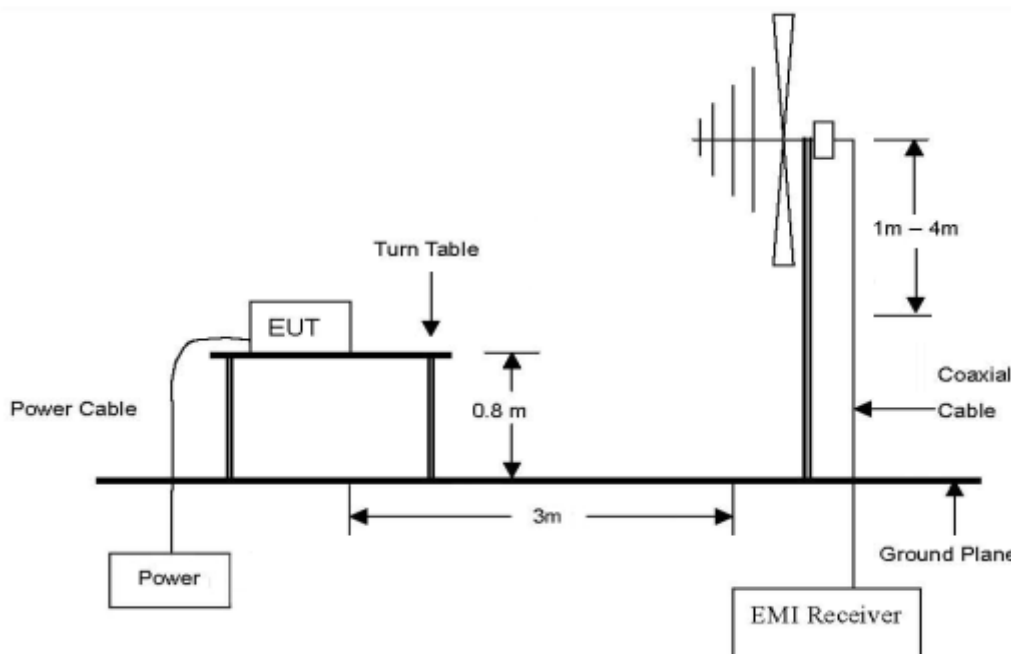 1m – 4m
Turn Table
EUT
Coaxial
Cable
Power Cable
0.8 m
3m
Ground Plane
Power
EMI Receiver